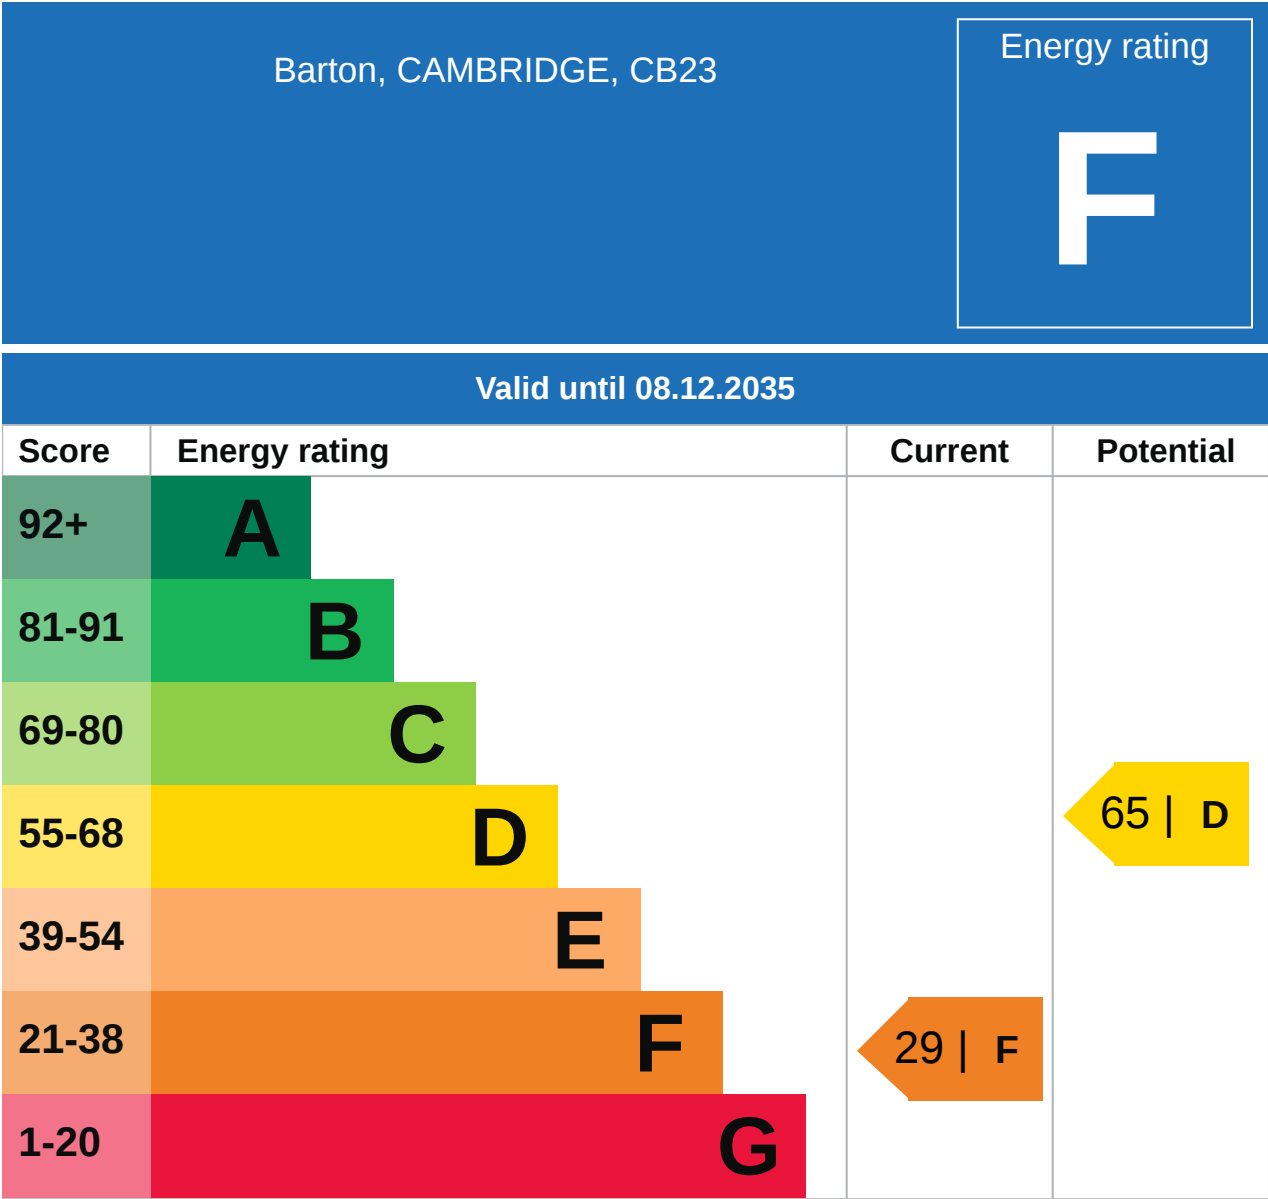 Barton, CAMBRIDGE, CB23
Energy rating
F
Valid until 08.12.2035
Score Energy rating Current Potential
92+ A
81-91 B
69-80 C
55-68 D
65 | D
39-54 E
21-38 F
29 | F
1-20 G